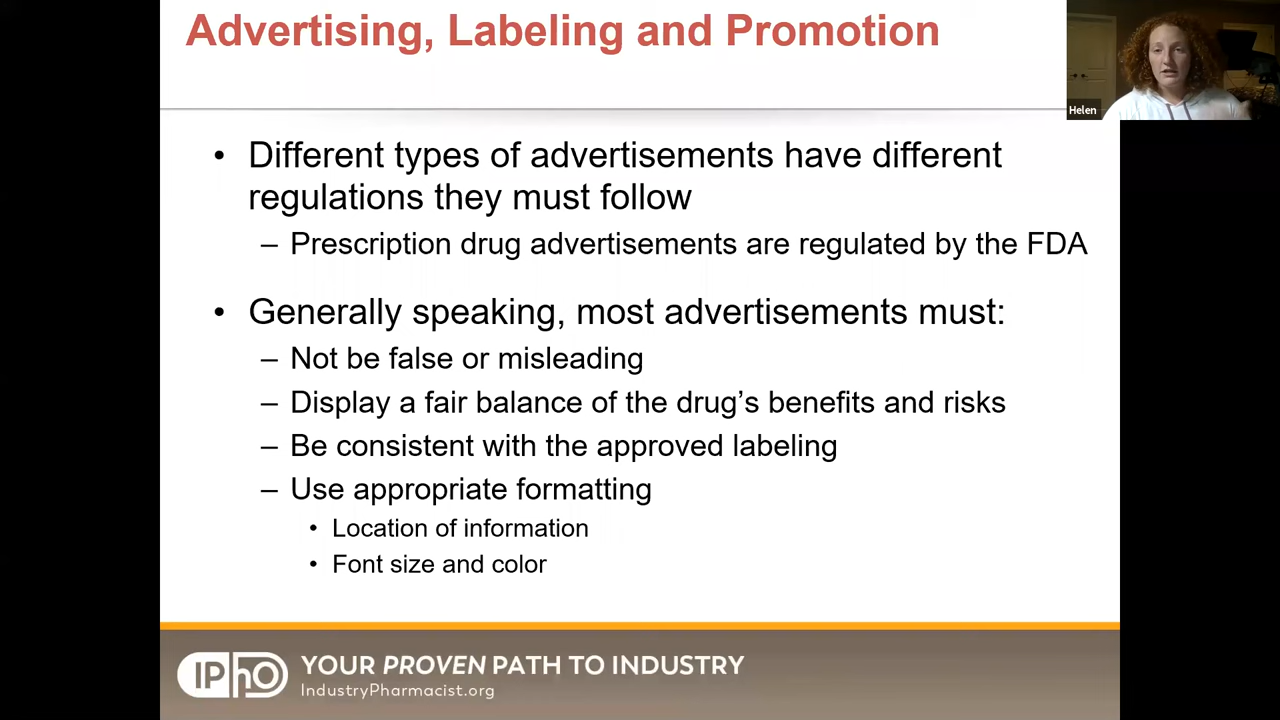 Advertising, Labeling and Promotion
Helen
• Different types of advertisements have different
regulations they must follow
– Prescription drug advertisements are regulated by the FDA
• Generally speaking, most advertisements must:
– Not be false or misleading
– Display a fair balance of the drug’s benefits and risks
– Be consistent with the approved labeling
– Use appropriate formatting
• Location of information
• Font size and color
IPhO
YOUR PROVEN PATH TO INDUSTRY
IndustryPharmacist.org